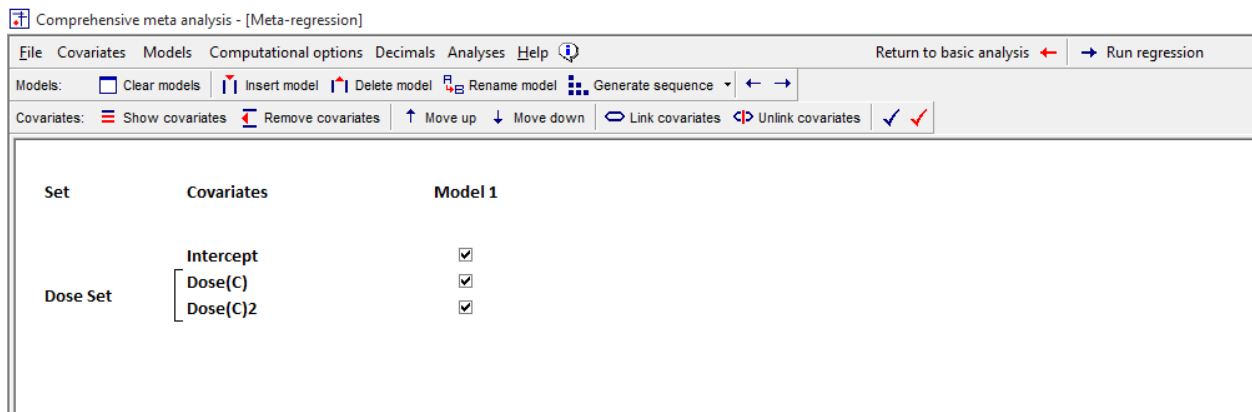 Comprehensive meta analysis - [Meta-regression]
File Covariates Models Computational options Decimals Analyses Help Return to basic analysis Run regression
Models: Clear models Insert model Delete model Rename model Generate sequence
Covariates: Show covariates Remove covariates Move up Move down Link covariates Unlink covariates
Set Covariates Model 1
Intercept
Dose(C)
Dose Set
Dose(C)2